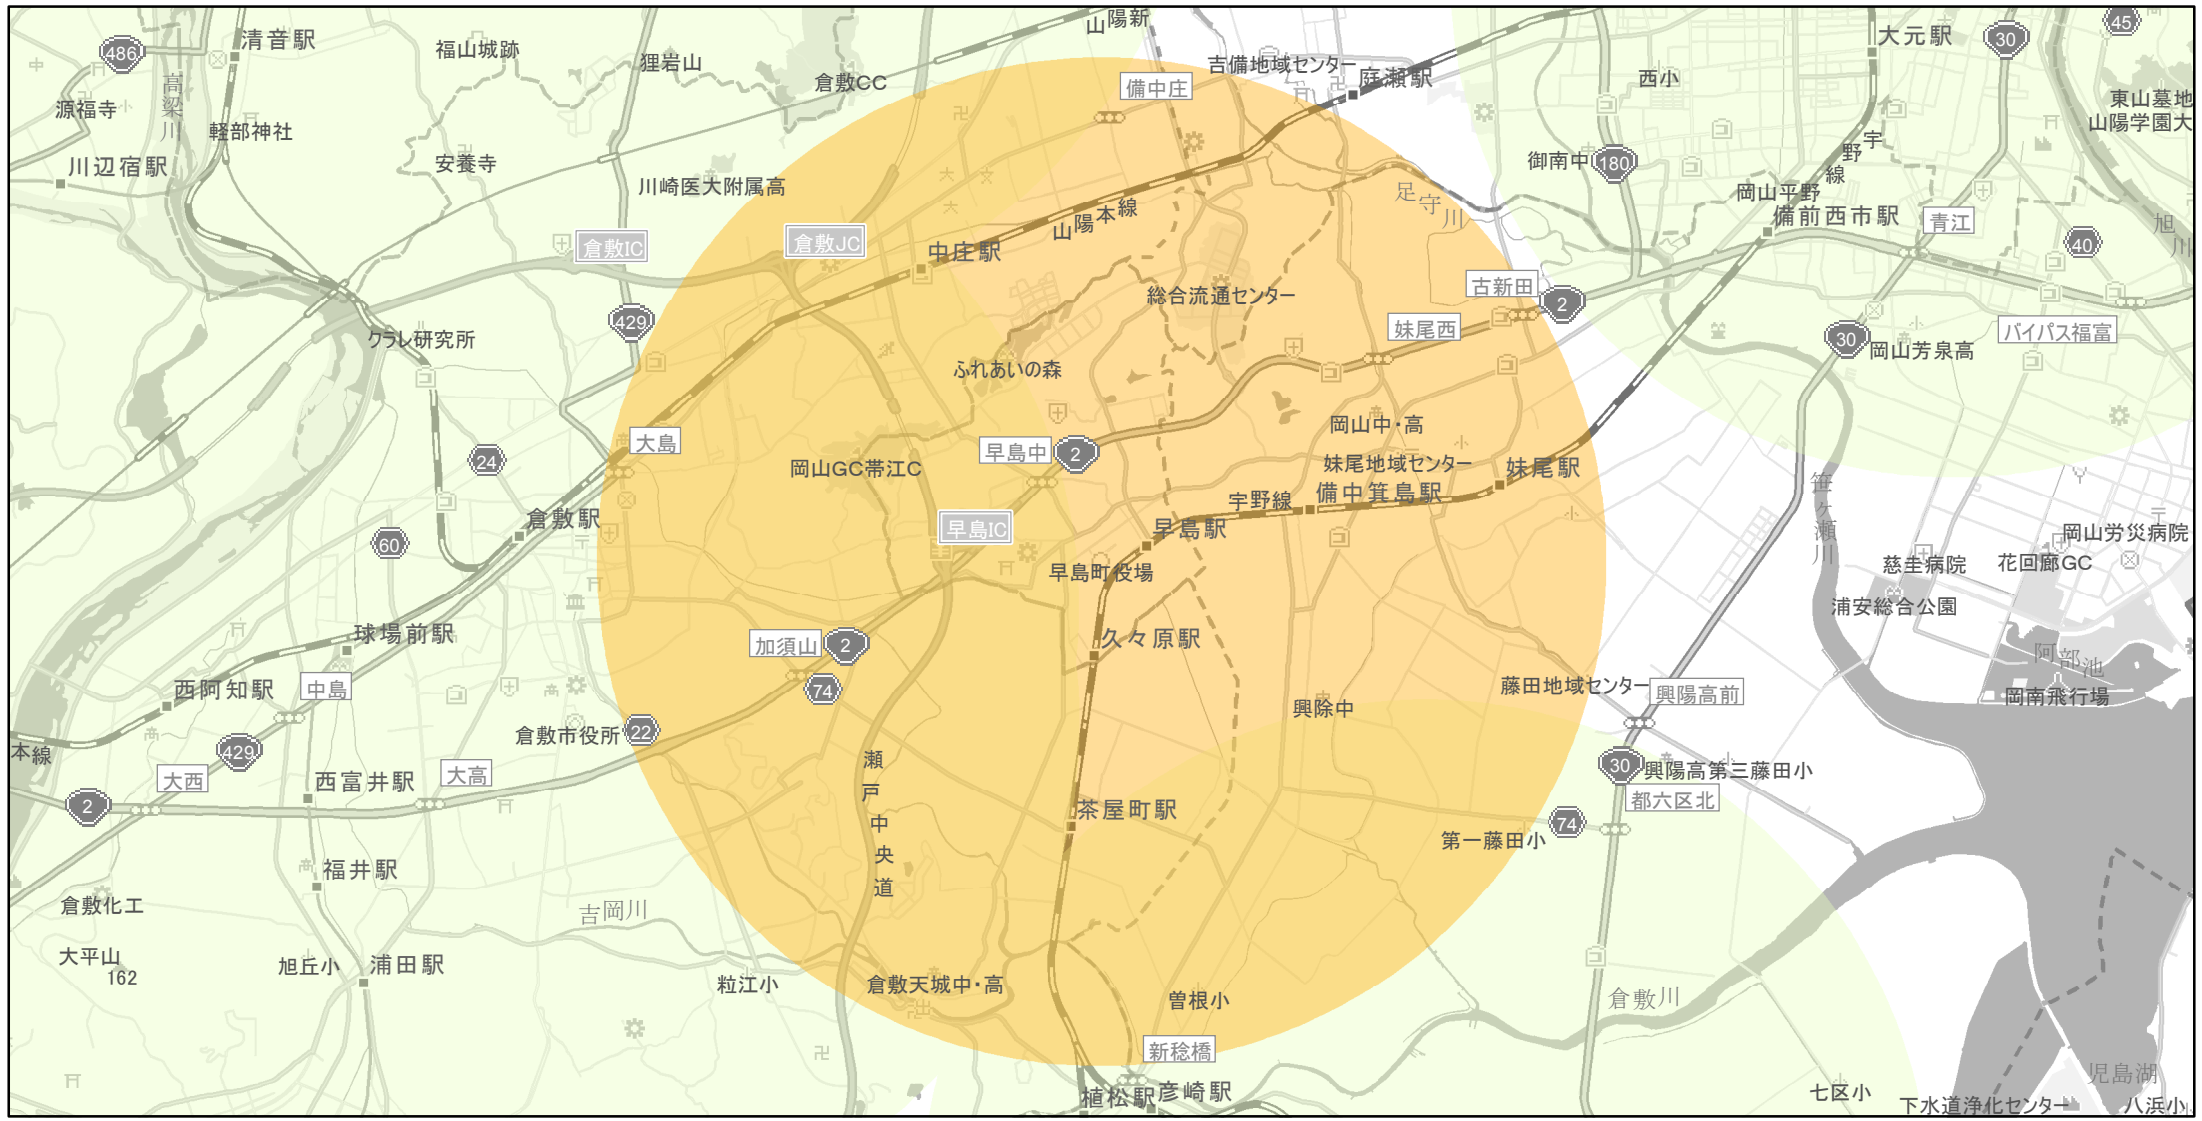 山陽新
45
486
清音駅
福山城跡
狸岩山
倉敷CC
吉備地域センター
庭瀬駅
大元駅
30
西小
備中庄
源福寺
高梁川
軽部神社
東山墓地
山陽学園大
宇野線
川辺宿駅
安養寺
川崎医大附属高
御南中
180
岡山平野
備前西市駅
足守川
山陽本線
青江
旭川
40
倉敷IC
倉敷JC
中庄駅
総合流通センター
古新田
2
妹尾西
429
クラレ研究所
30
岡山芳泉高
バイパス福富
ふれあいの森
大島
岡山中・高
早島中
2
24
岡山GC帯江C
妹尾地域センター
妹尾駅
備中箕島駅
宇野線
笹ヶ瀬川
倉敷駅
早島IC
早島駅
岡山労災病院
60
早島町役場
慈圭病院
花回廊GC
浦安総合公園
球場前駅
加須山
2
久々原駅
阿部池
西阿知駅
中島
74
藤田地域センター
興陽高前
岡南飛行場
興除中
倉敷市役所
22
本線
429
大西
大高
瀬戸中央道
30
興陽高第三藤田小
西富井駅
都六区北
2
茶屋町駅
74
第一藤田小
福井駅
倉敷化工
吉岡川
大平山
162
旭丘小
浦田駅
粒江小
倉敷天城中・高
曽根小
倉敷川
新稔橋
児島湖
植松駅
彦崎駅
七区小
下水道浄化センター
八浜小